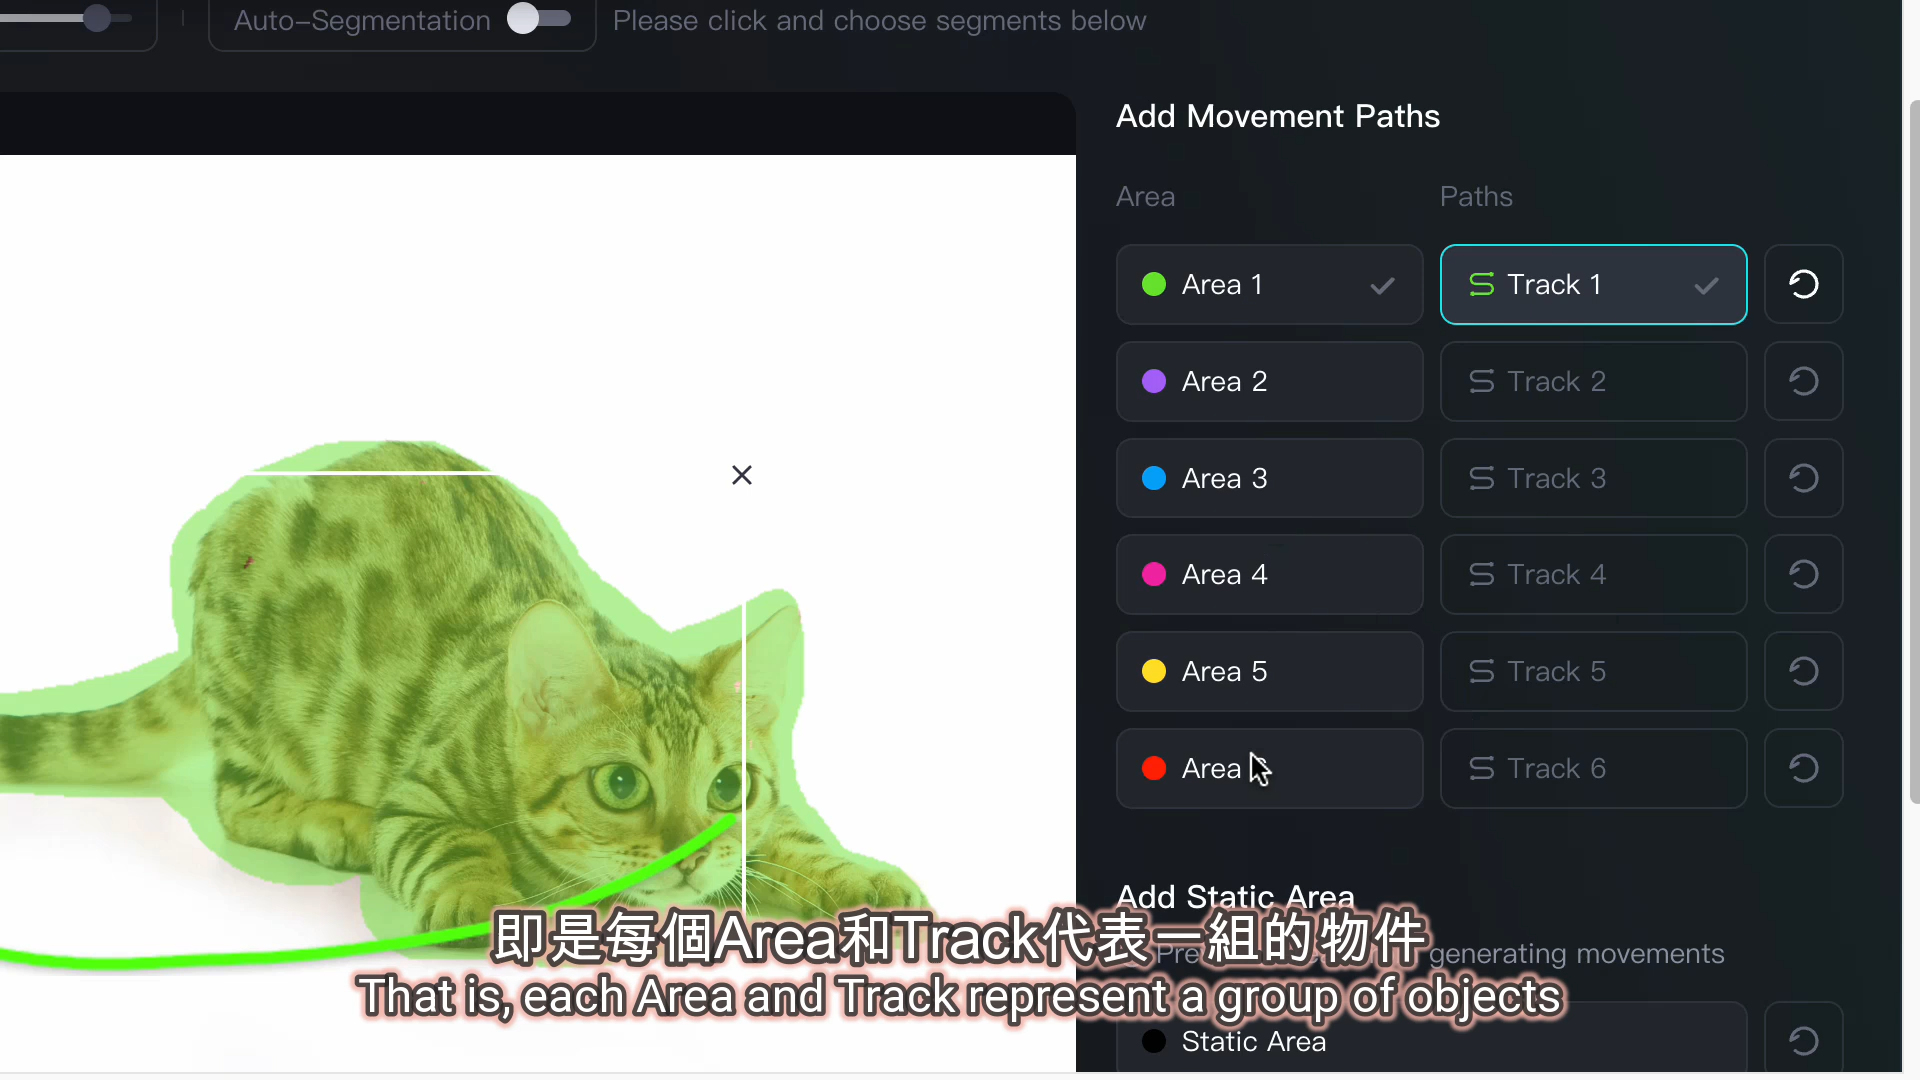 Auto-Segmentation
Please click and choose segments below
Add Movement Paths
Area
Paths
Area 1
Track 1
Area 2
Track 2
Area 3
Track 3
Area 4
Track 4
Area 5
Track 5
Area
Track 6
Add Static Area
generating movements
即是每個Area和Track代表一組的物件
That is, each Area and Track represent a group of objects
Static Area